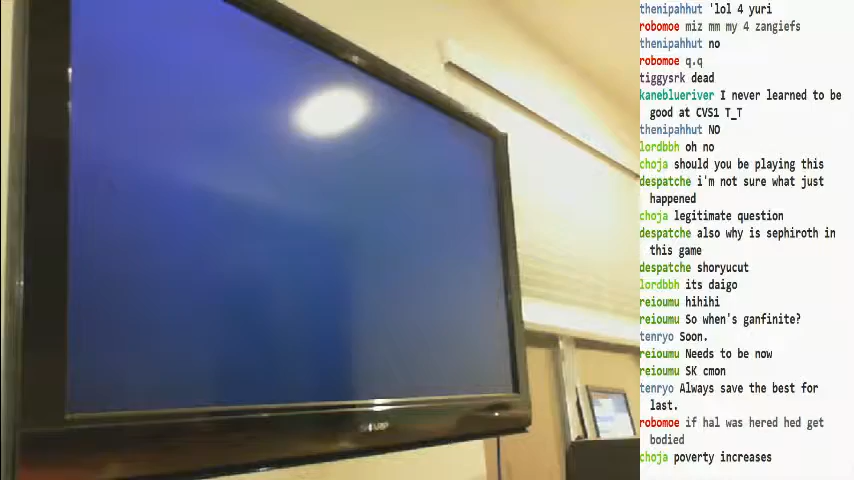 thenipahhut 'lol 4 yuri
robomoe miz mm my 4 zangiefs
thenipahhut no
robomoe q.q
tiggysrk dead
kaneblueriver I never learned to be
good at CVS1 T_T
thenipahhut NO
lordbbh oh no
choja should you be playing this
despatche i'm not sure what just
happened
choja legitimate question
despatche also why is sephiroth in
this game
despatche shoryucut
lordbbh its daigo
reioumu hihihi
reioumu So when's ganfinite?
tenryo Soon.
reioumu Needs to be now
reioumu SK cmon
tenryo Always save the best for
last.
robomoe if hal was hered hed get
bodied
choja poverty increases
SHARP